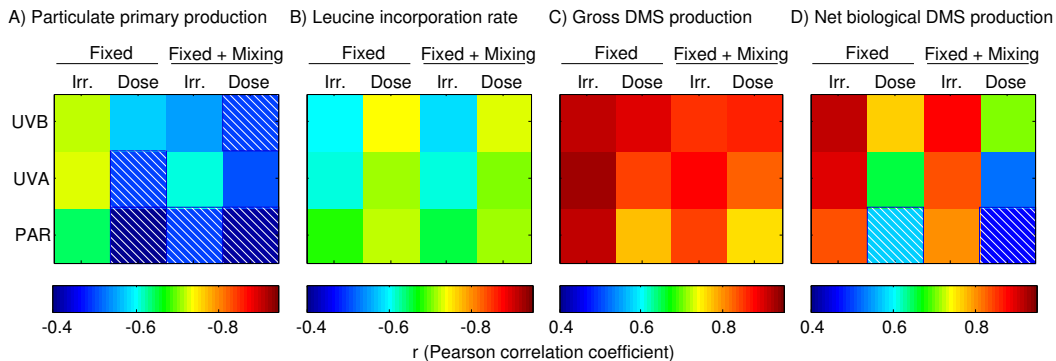 A) Particulate primary production B) Leucine incorporation rate C) Gross DMS production D) Net biological DMS production
Fixed Fixed + Mixing Fixed Fixed + Mixing Fixed Fixed + Mixing Fixed Fixed + Mixing
Irr. Dose Irr. Dose Irr. Dose Irr. Dose Irr. Dose Irr. Dose Irr. Dose Irr. Dose
UVB
UVA
PAR
-0.4 -0.6 -0.8 -0.4 -0.6 -0.8 0.4 0.6 0.8 0.4 0.6 0.8
r (Pearson correlation coefficient)